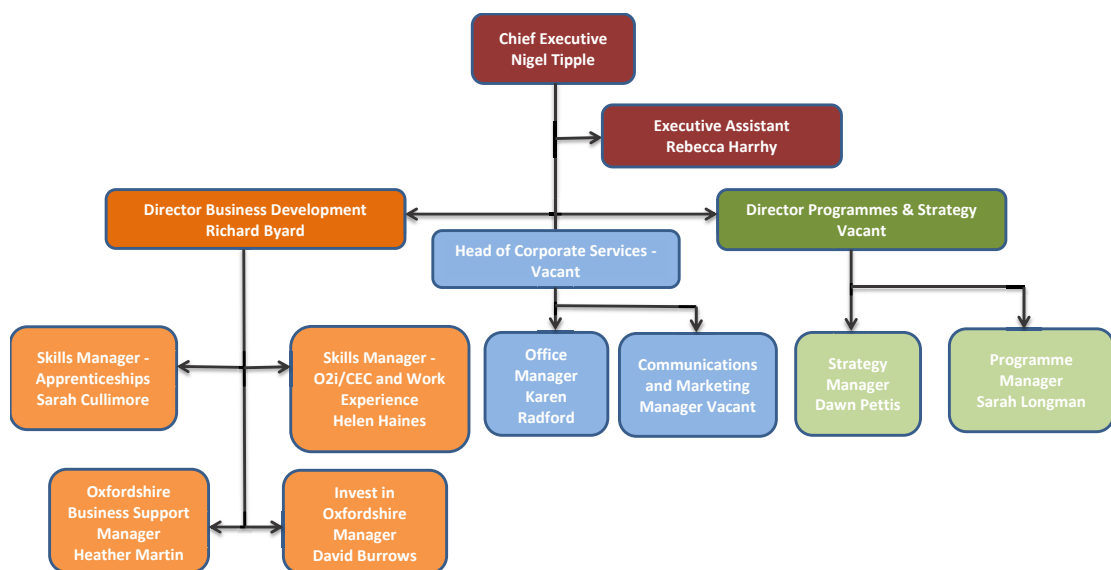 Chief Executive
Nigel Tipple
Executive Assistant
Rebecca Harrhy
Director Business Development
Richard Byard
Head of Corporate Services -
Vacant
Director Programmes & Strategy
Vacant
Skills Manager -
Apprenticeships
Sarah Cullimore
Skills Manager -
O2i/CEC and Work
Experience
Helen Haines
Office
Manager
Karen
Radford
Communications
and Marketing
Manager Vacant
Strategy
Manager
Dawn Pettis
Programme
Manager
Sarah Longman
Oxfordshire
Business Support
Manager
Heather Martin
Invest in
Oxfordshire
Manager
David Burrows